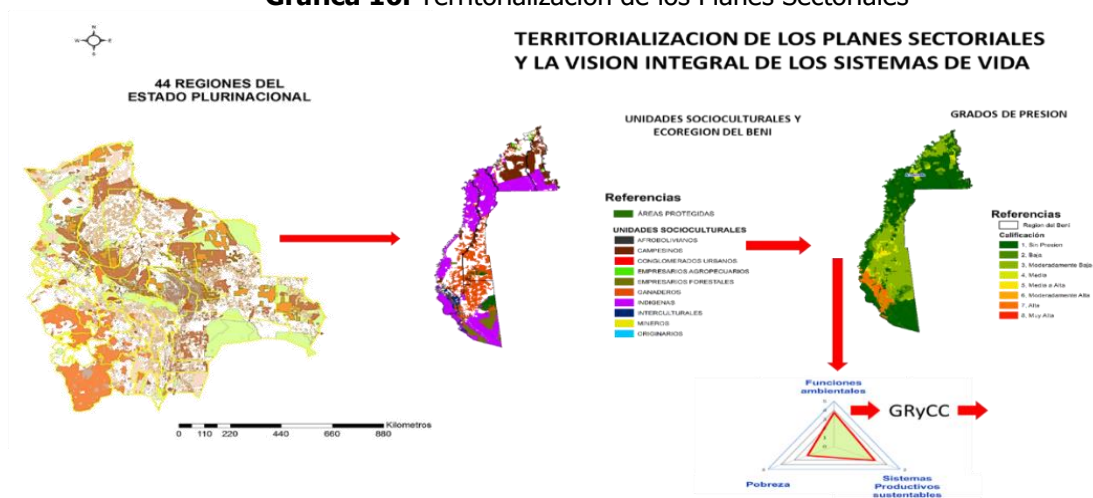 Gráfica 16. Territorialización de los Planes Sectoriales
TERRITORIALIZACION DE LOS PLANES SECTORIALES
Y LA VISION INTEGRAL DE LOS SISTEMAS DE VIDA
N
W
E
S
44 REGIONES DEL
ESTADO PLURINACIONAL
UNIDADES SOCIOCULTURALES Y
ECOREGION DEL BENI
GRADOS DE PRESION
Referencias
ÁREAS PROTEGIDAS
UNIDADES SOCIOCULTURALES
AFROBOLIVIANOS
CAMPESINOS
CONGLOMERADOS URBANOS
EMPRESARIOS AGROPECUARIOS
EMPRESARIOS FORESTALES
GANADEROS
INDIGENAS
INTERCULTURALES
MINEROS
ORIGINARIOS
Referencias
Region del Beni
Calificación
1. Sin Presion
2. Baja
3. Moderadamente Baja
4. Media
5. Media a Alta
6. Moderadamente Alta
7. Alta
8. Muy Alta
Kilometros
0 110 220 440 660 880
Funciones
ambientales
GRyCC
Pobreza
Sistemas
Productivos
sustentables